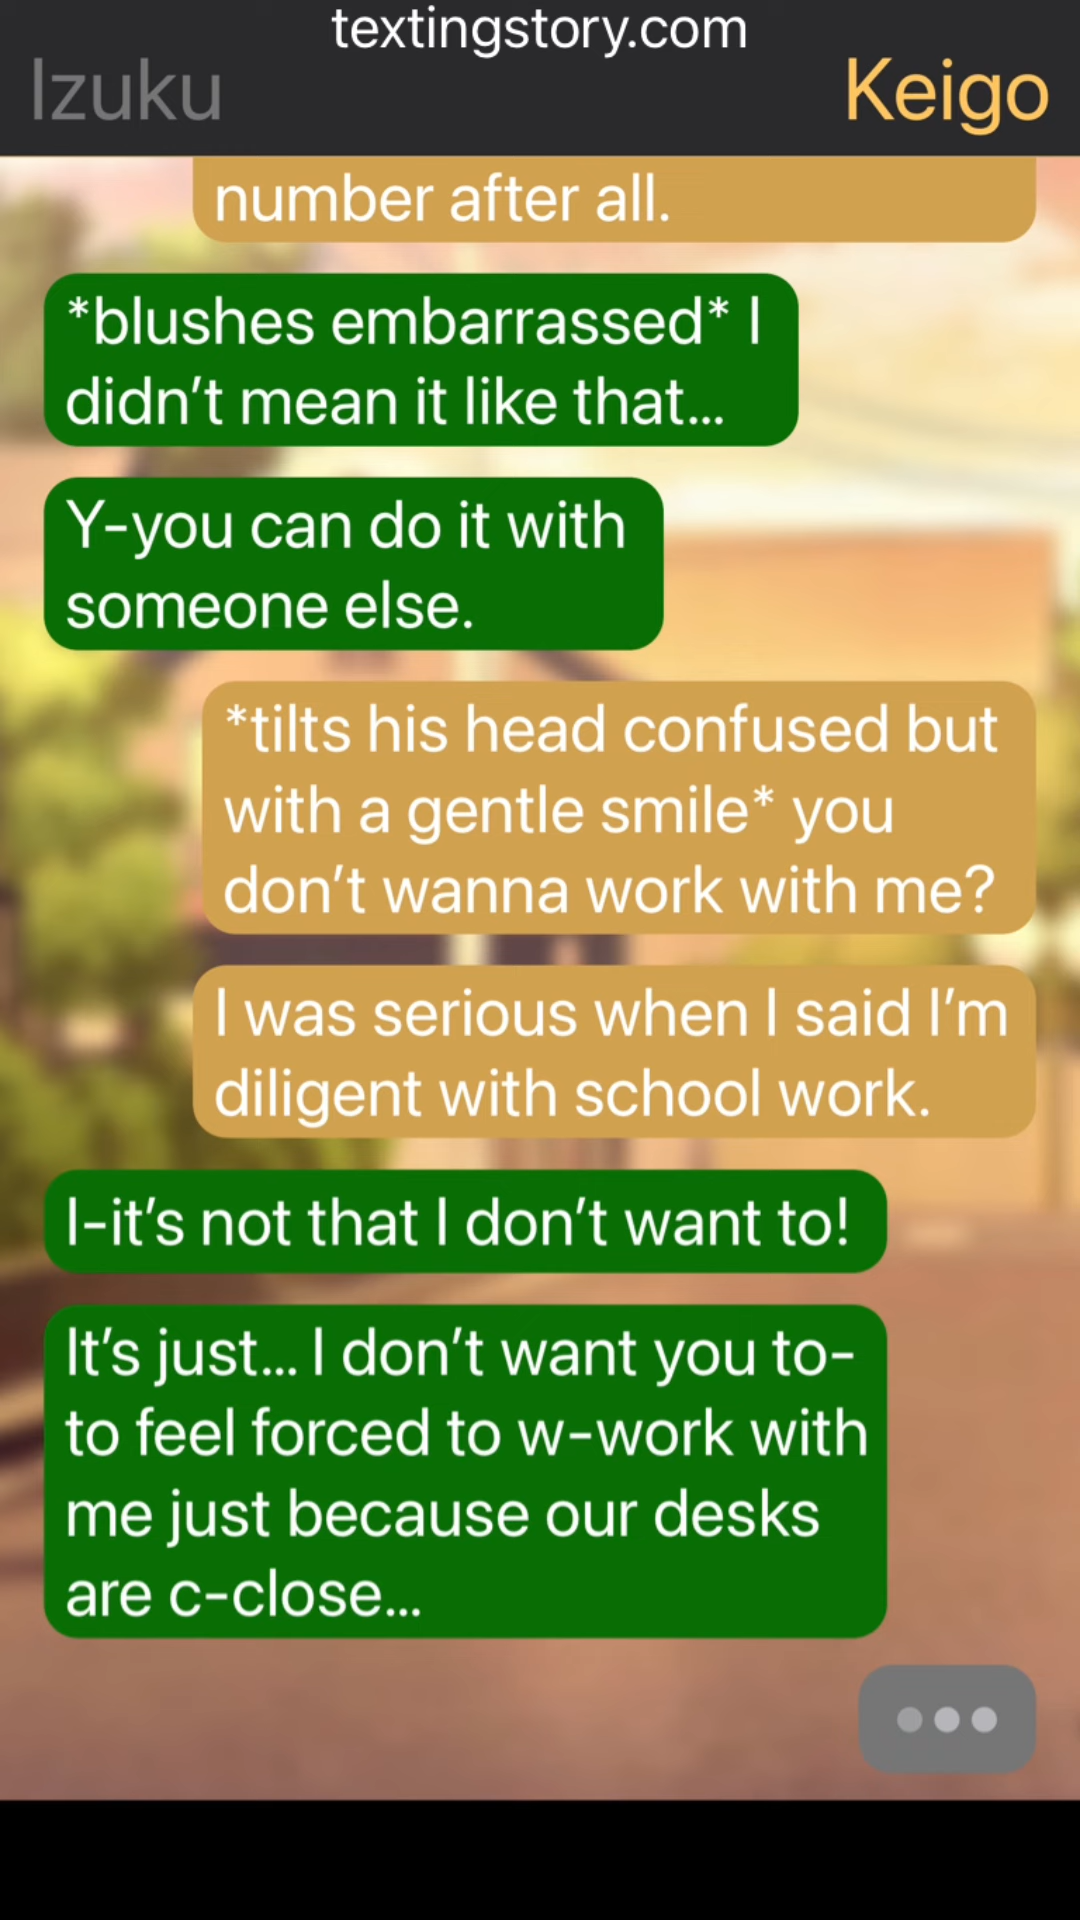 textingstory.com
Izuku
Keigo
number after all.
*blushes embarrassed* I
didn’t mean it like that...
Y-you can do it with
someone else.
*tilts his head confused but
with a gentle smile* you
don’t wanna work with me?
I was serious when I said I’m
diligent with school work.
I-it’s not that I don’t want to!
It’s just... I don’t want you to-
to feel forced to w-work with
me just because our desks
are c-close...